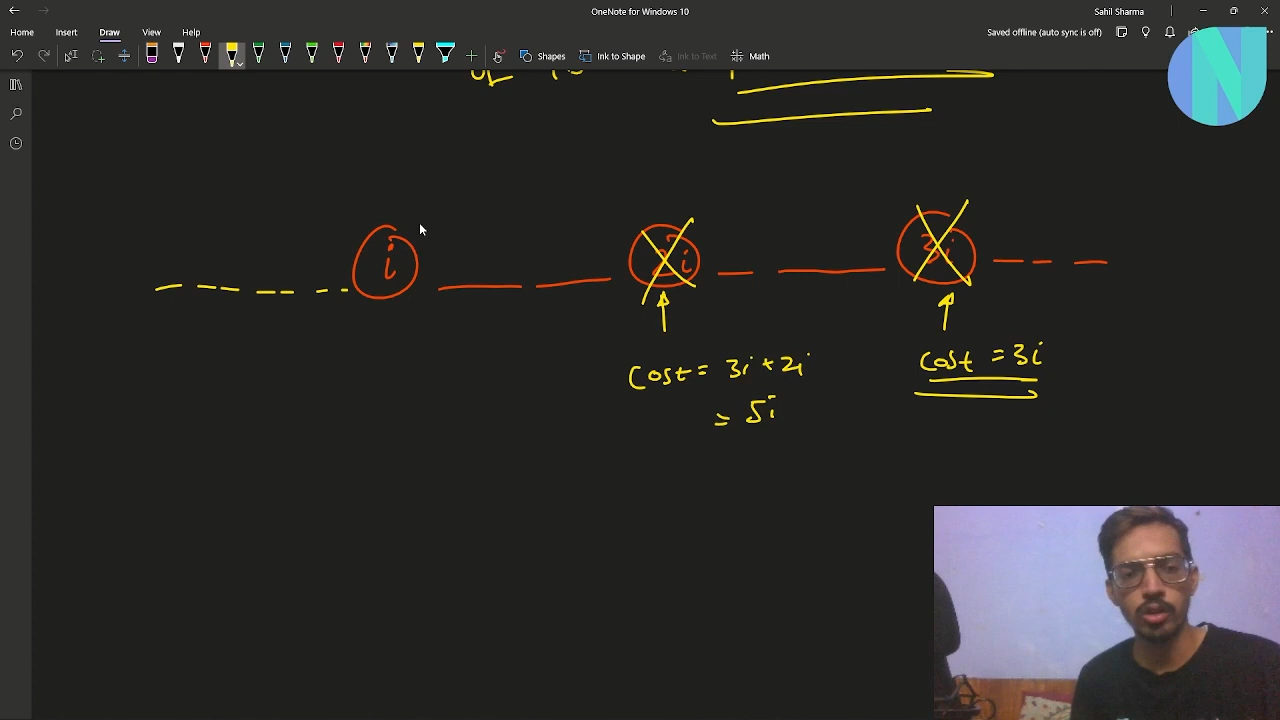 OneNote for Windows 10
Sahil Sharma
Home Insert Draw View Help
Saved offline (auto sync is off)
Shapes Ink to Shape Ink to Text Math
i 2i 3i
cost = 3i + 2i
= 5i
cost = 3i
N